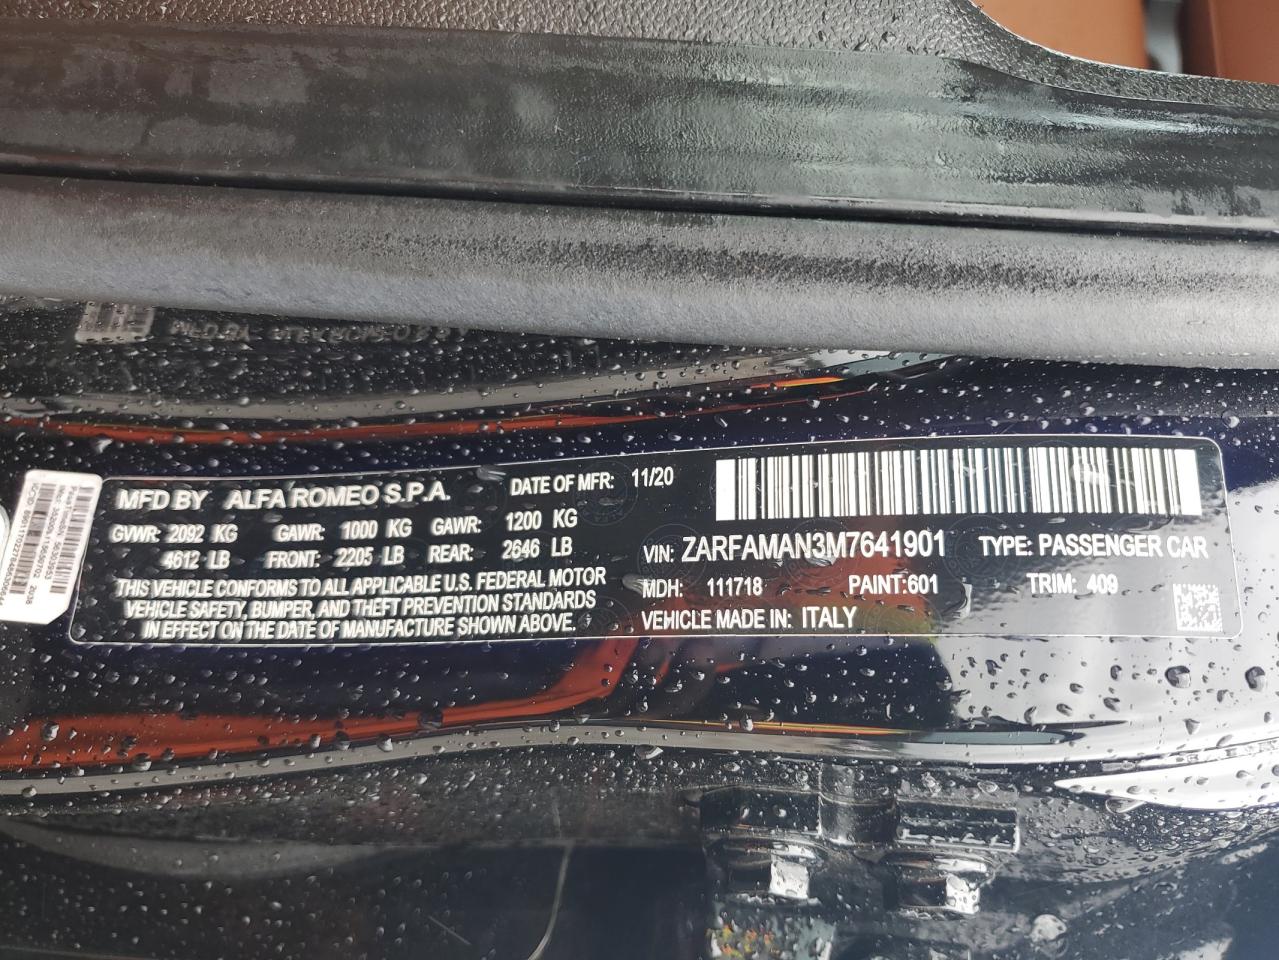 MFD BY ALFA ROMEO S.P.A. DATE OF MFR: 11/20
GVWR: 2092 KG GAWR: 1000 KG GAWR: 1200 KG
4612 LB FRONT: 2205 LB REAR: 2646 LB
THIS VEHICLE CONFORMS TO ALL APPLICABLE U.S. FEDERAL MOTOR
VEHICLE SAFETY, BUMPER, AND THEFT PREVENTION STANDARDS
IN EFFECT ON THE DATE OF MANUFACTURE SHOWN ABOVE.
VIN: ZARFAMAN3M7641901 TYPE: PASSENGER CAR
MDH: 111718 PAINT:601 TRIM: 409
VEHICLE MADE IN: ITALY